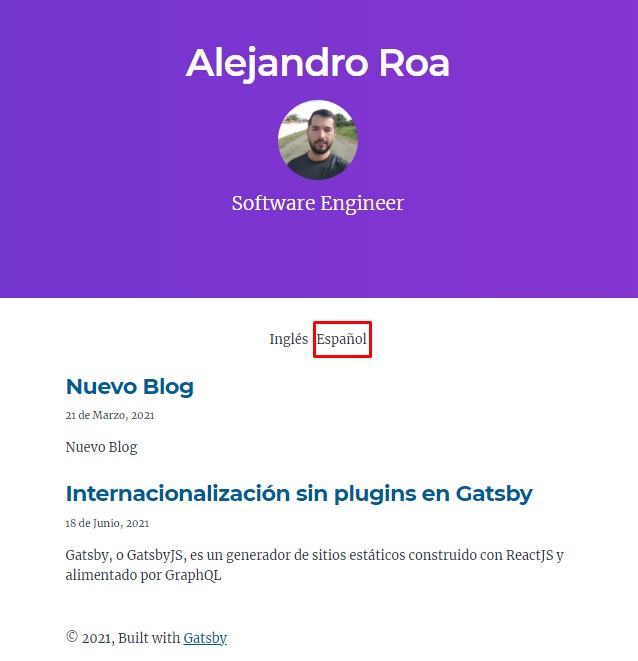 Alejandro Roa
Software Engineer
Inglés Español
Nuevo Blog
21 de Marzo, 2021
Nuevo Blog
Internacionalización sin plugins en Gatsby
18 de Junio, 2021
Gatsby, o GatsbyJS, es un generador de sitios estáticos construido con ReactJS y
alimentado por GraphQL
© 2021, Built with Gatsby